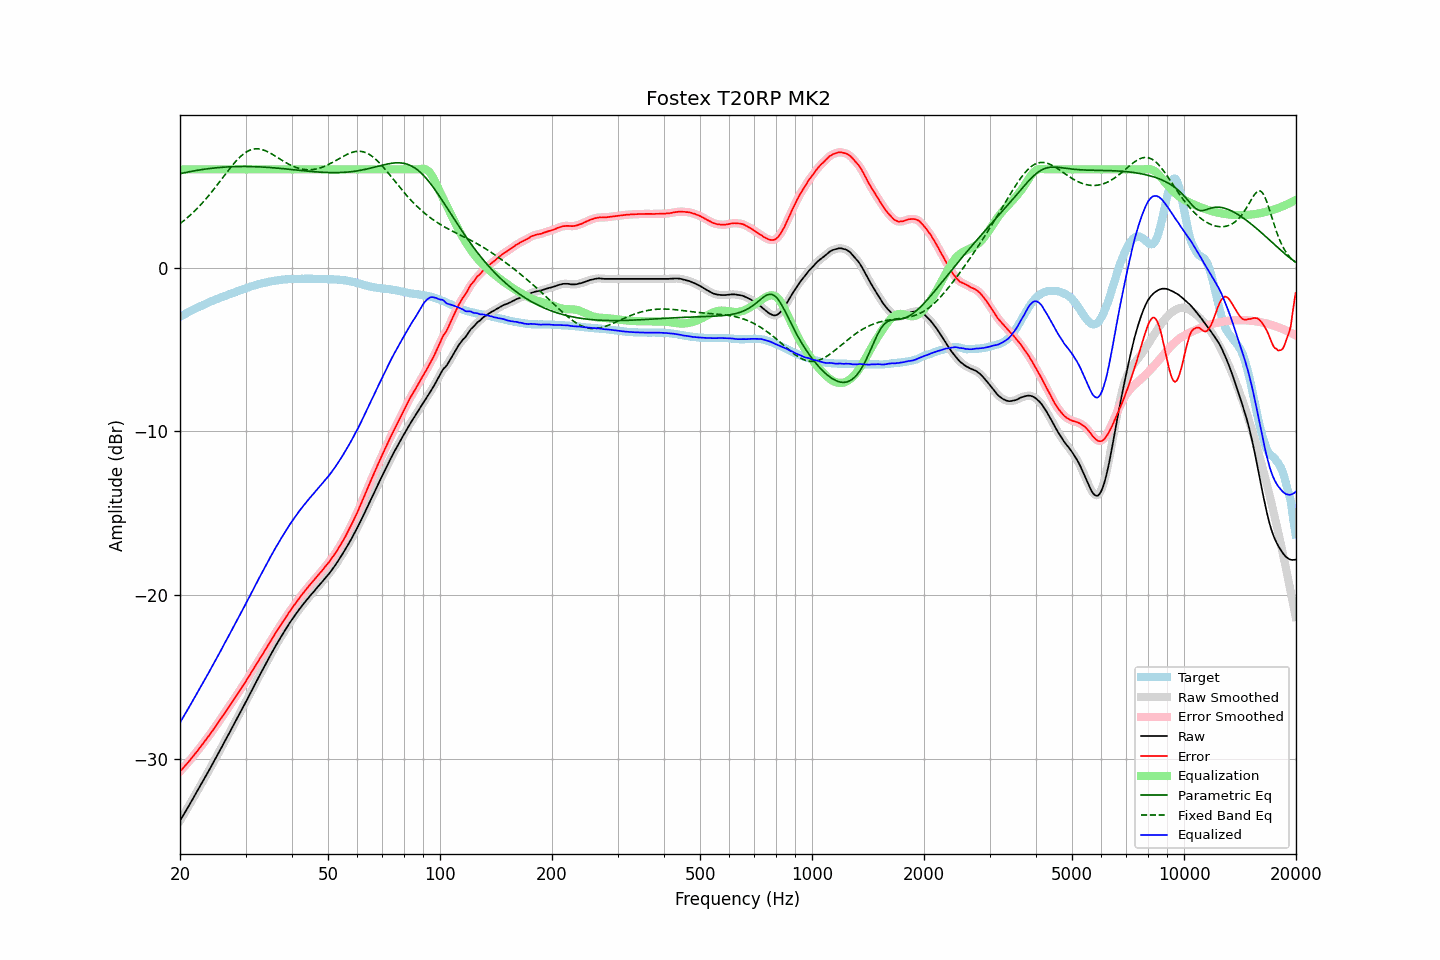 Fostex T20RP MK2
Amplitude (dBr)
0
−10
−20
−30
Target
Raw Smoothed
Error Smoothed
Raw
Error
Equalization
Parametric Eq
Fixed Band Eq
Equalized
20
50
100
200
500
1000
2000
5000
10000
20000
Frequency (Hz)